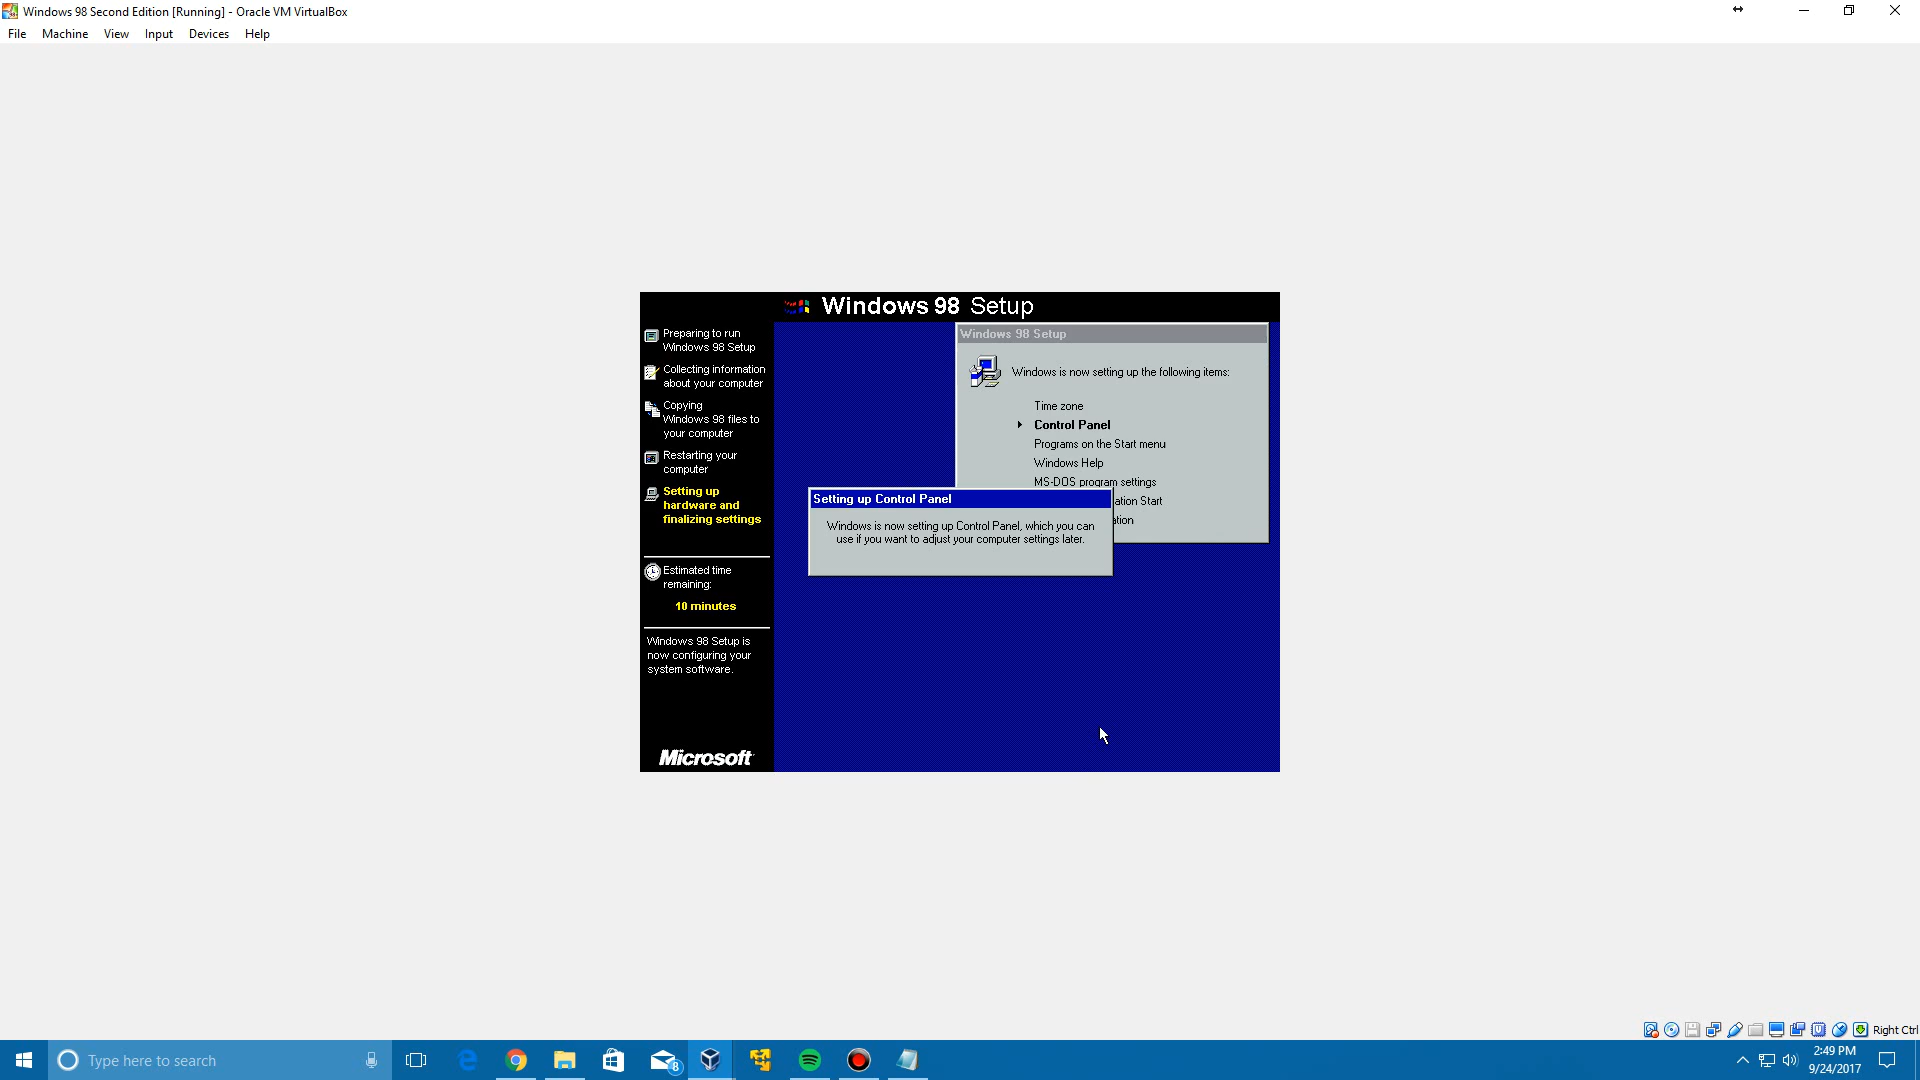 Windows 98 Second Edition [Running] - Oracle VM VirtualBox
File Machine View Input Devices Help
Windows 98 Setup
Preparing to run
Windows 98 Setup
Collecting information
about your computer
Copying
Windows 98 files to
your computer
Restarting your
computer
Setting up
hardware and
finalizing settings
Estimated time
remaining:
10 minutes
Windows 98 Setup is
now configuring your
system software.
Microsoft
Windows 98 Setup
Windows is now setting up the following items:
Time zone
Control Panel
Programs on the Start menu
Windows Help
MS-DOS program settings
ation Start
ation
Setting up Control Panel
Windows is now setting up Control Panel, which you can
use if you want to adjust your computer settings later.
Right Ctrl
Type here to search
8
2:49 PM
9/24/2017